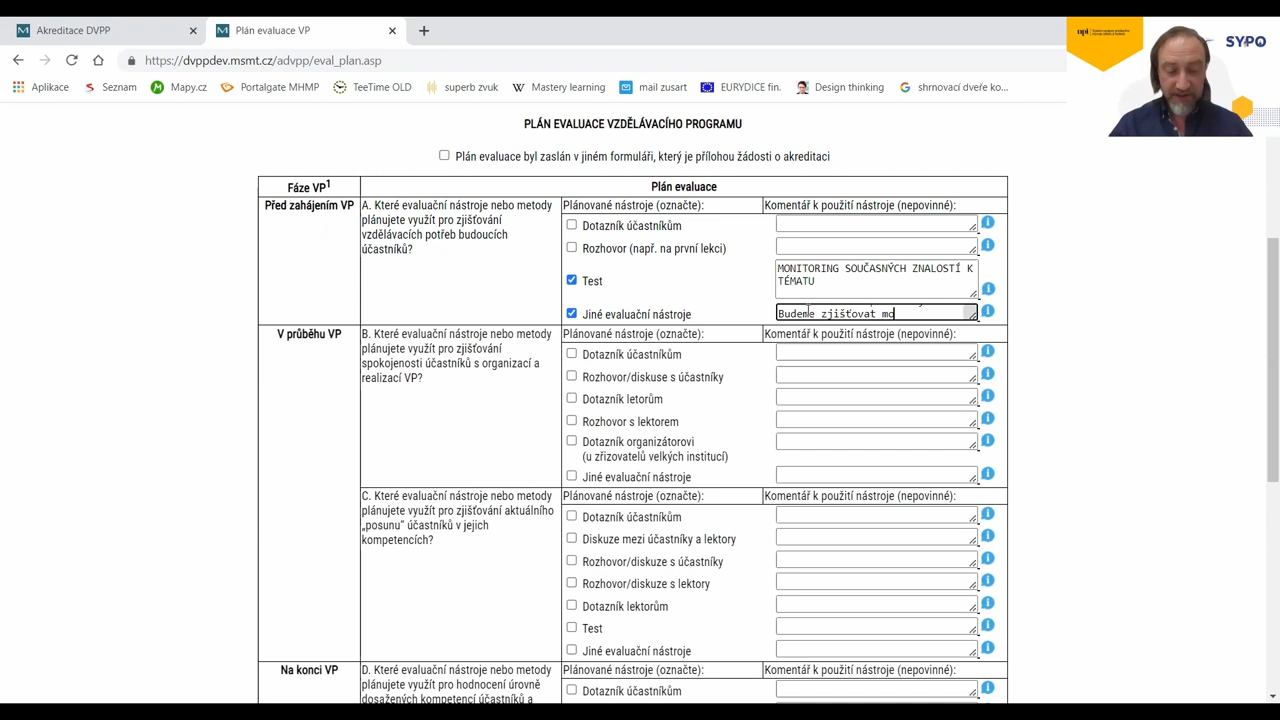 Akreditace DVPP
Plán evaluace VP
https://dvppdev.msmt.cz/advpp/eval_plan.asp
Aplikace
Seznam
Mapy.cz
Portalgate MHMP
TeeTime OLD
superb zvuk
Mastery learning
mail zusart
EURYDICE fin.
Design thinking
shrnovací dveře ko...
npi
SYPO
PLÁN EVALUACE VZDĚLÁVACÍHO PROGRAMU
Plán evaluace byl zaslán v jiném formuláři, který je přílohou žádosti o akreditaci
Fáze VP1
Plán evaluace
Před zahájením VP
A. Které evaluační nástroje nebo metody
plánujete využít pro zjišťování
vzdělávacích potřeb budoucích
účastníků?
Plánované nástroje (označte):
Komentář k použití nástroje (nepovinné):
Dotazník účastníkům
Rozhovor (např. na první lekci)
Test
MONITORING SOUČASNÝCH ZNALOSTÍ K
TÉMATU
Jiné evaluační nástroje
Budeme zjišťovat mo
V průběhu VP
B. Které evaluační nástroje nebo metody
plánujete využít pro zjišťování
spokojenosti účastníků s organizací a
realizací VP?
Plánované nástroje (označte):
Komentář k použití nástroje (nepovinné):
Dotazník účastníkům
Rozhovor/diskuse s účastníky
Dotazník letorům
Rozhovor s lektorem
Dotazník organizátorovi
(u zřizovatelů velkých institucí)
Jiné evaluační nástroje
C. Které evaluační nástroje nebo metody
plánujete využít pro zjišťování aktuálního
„posunu“ účastníků v jejich
kompetencích?
Plánované nástroje (označte):
Komentář k použití nástroje (nepovinné):
Dotazník účastníkům
Diskuze mezi účastníky a lektory
Rozhovor/diskuze s účastníky
Rozhovor/diskuze s lektory
Dotazník lektorům
Test
Jiné evaluační nástroje
Na konci VP
D. Které evaluační nástroje nebo metody
plánujete využít pro hodnocení úrovně
dosažených kompetencí účastníků a
Plánované nástroje (označte):
Komentář k použití nástroje (nepovinné):
Dotazník účastníkům